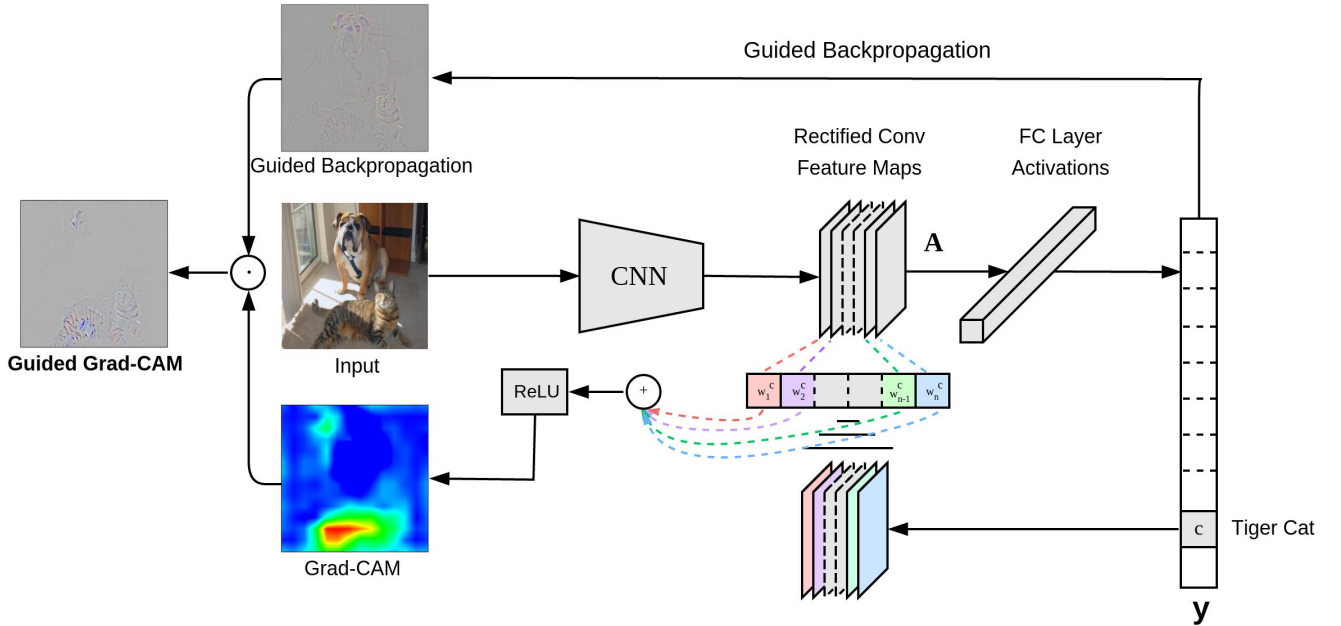 Guided Backpropagation
Guided Backpropagation
Rectified Conv
Feature Maps
FC Layer
Activations
A
CNN
Guided Grad-CAM
Input
ReLU
+
w₁ᶜ
w₂ᶜ
wₙ₋₁ᶜ
wₙᶜ
Grad-CAM
c
Tiger Cat
y